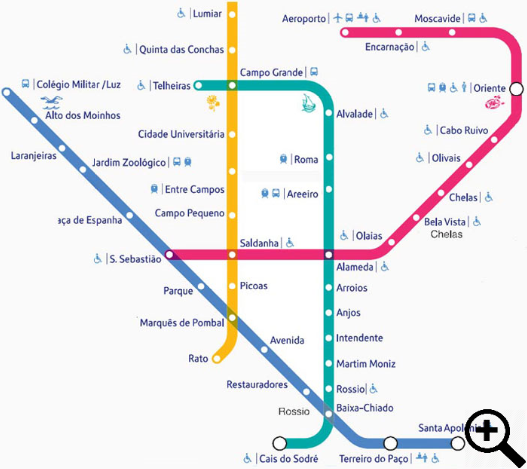 Lumiar
Aeroporto
Moscavide
Encarnação
Quinta das Conchas
Telheiras
Campo Grande
Oriente
Colégio Militar /Luz
Alto dos Moinhos
Alvalade
Cabo Ruivo
Cidade Universitária
Laranjeiras
Jardim Zoológico
Roma
Olivais
Entre Campos
Areeiro
Chelas
Campo Pequeno
aça de Espanha
Bela Vista
Chelas
Saldanha
Olaias
S. Sebastião
Alameda
Parque
Picoas
Arroios
Anjos
Marquês de Pombal
Avenida
Intendente
Rato
Martim Moniz
Restauradores
Rossio
Rossio
Baixa-Chiado
Santa Apolónia
Cais do Sodré
Terreiro do Paço